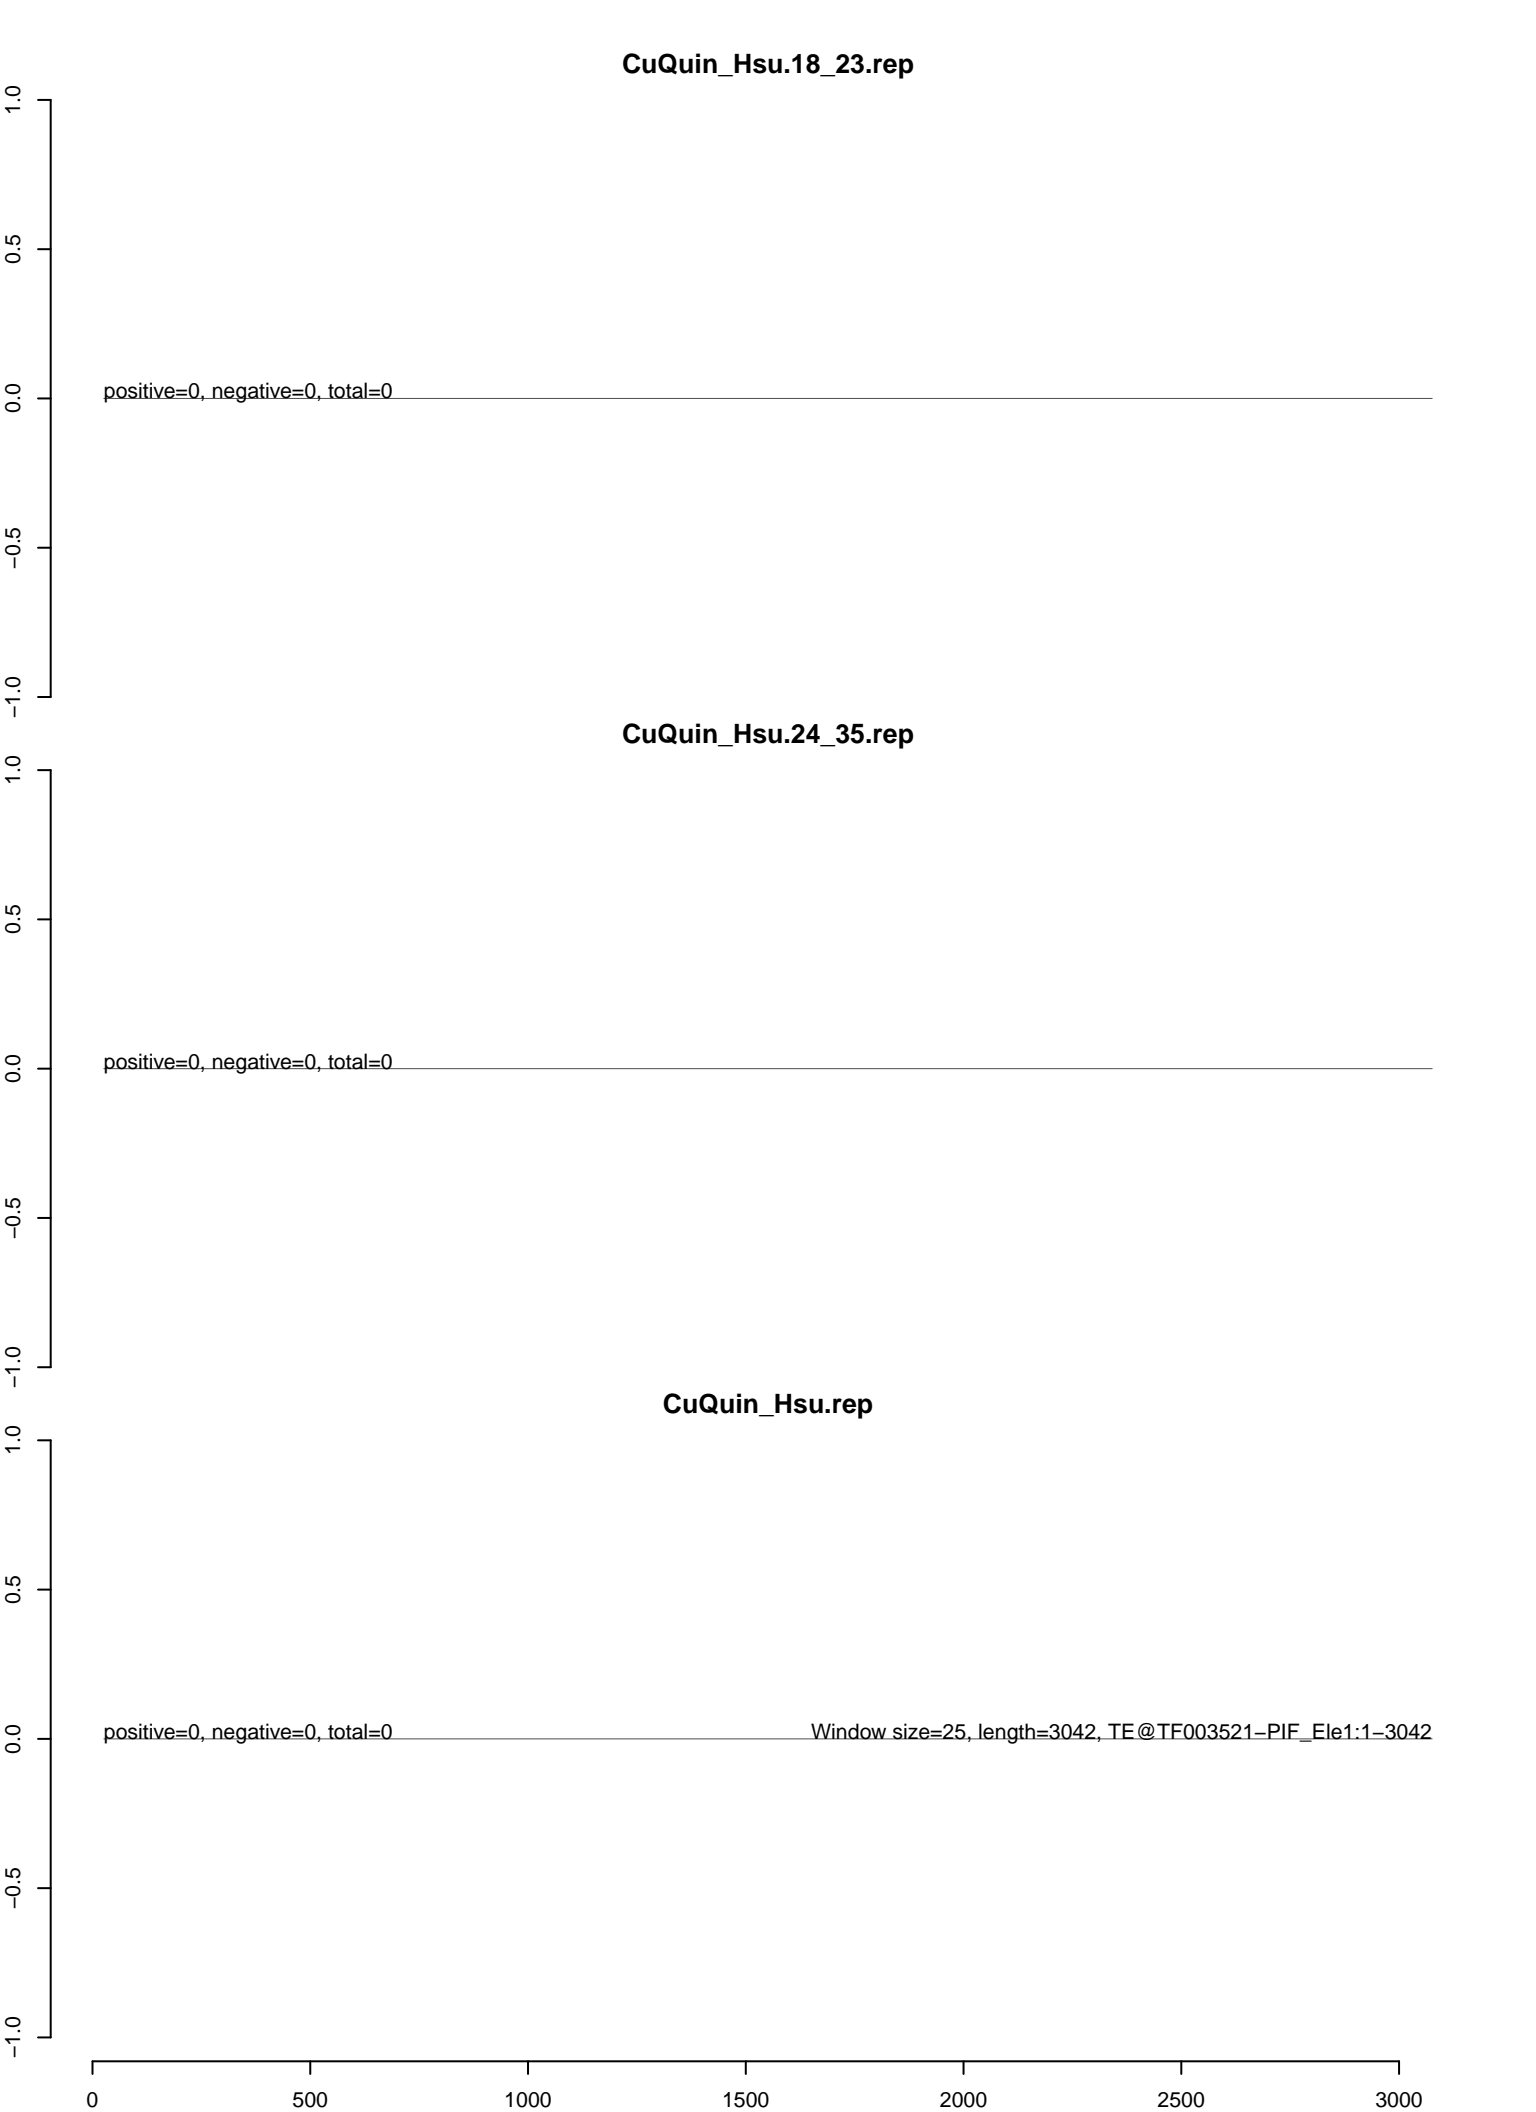 CuQuin_Hsu.18_23.rep
1.0
0.5
0.0
−0.5
−1.0
positive=0, negative=0, total=0
CuQuin_Hsu.24_35.rep
1.0
0.5
0.0
−0.5
−1.0
positive=0, negative=0, total=0
CuQuin_Hsu.rep
1.0
0.5
0.0
−0.5
−1.0
positive=0, negative=0, total=0
Window size=25, length=3042, TE@TF003521−PIF_Ele1:1−3042
0 500 1000 1500 2000 2500 3000